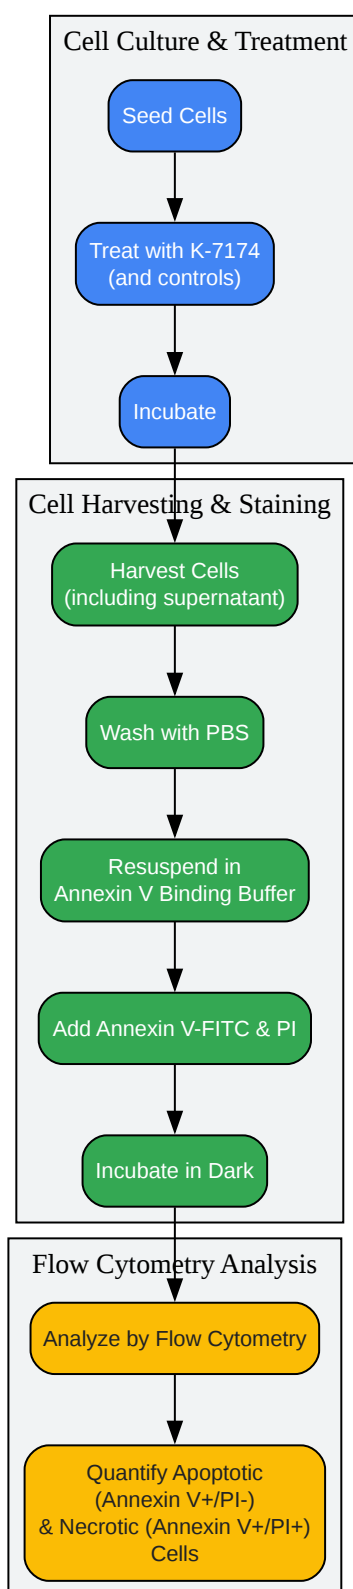 Cell Culture & Treatment
Seed Cells
Treat with K-7174
(and controls)
Incubate
Cell Harvesting & Staining
Harvest Cells
(including supernatant)
Wash with PBS
Resuspend in
Annexin V Binding Buffer
Add Annexin V-FITC & PI
Incubate in Dark
Flow Cytometry Analysis
Analyze by Flow Cytometry
Quantify Apoptotic
(Annexin V+/PI-)
& Necrotic (Annexin V+/PI+)
Cells